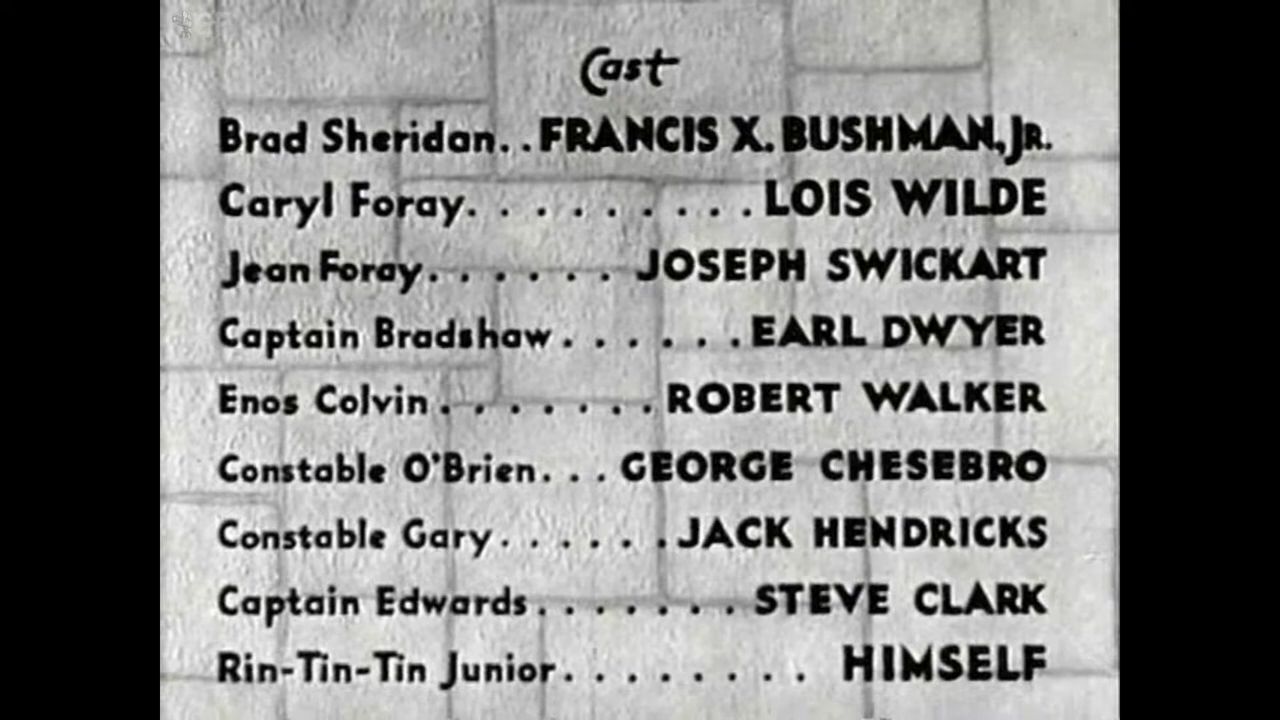 Cast
Brad Sheridan..FRANCIS X. BUSHMAN, JR.
Caryl Foray.........LOIS WILDE
Jean Foray......JOSEPH SWICKART
Captain Bradshaw......EARL DWYER
Enos Colvin.......ROBERT WALKER
Constable O'Brien...GEORGE CHESEBRO
Constable Gary......JACK HENDRICKS
Captain Edwards.......STEVE CLARK
Rin-Tin-Tin Junior........HIMSELF